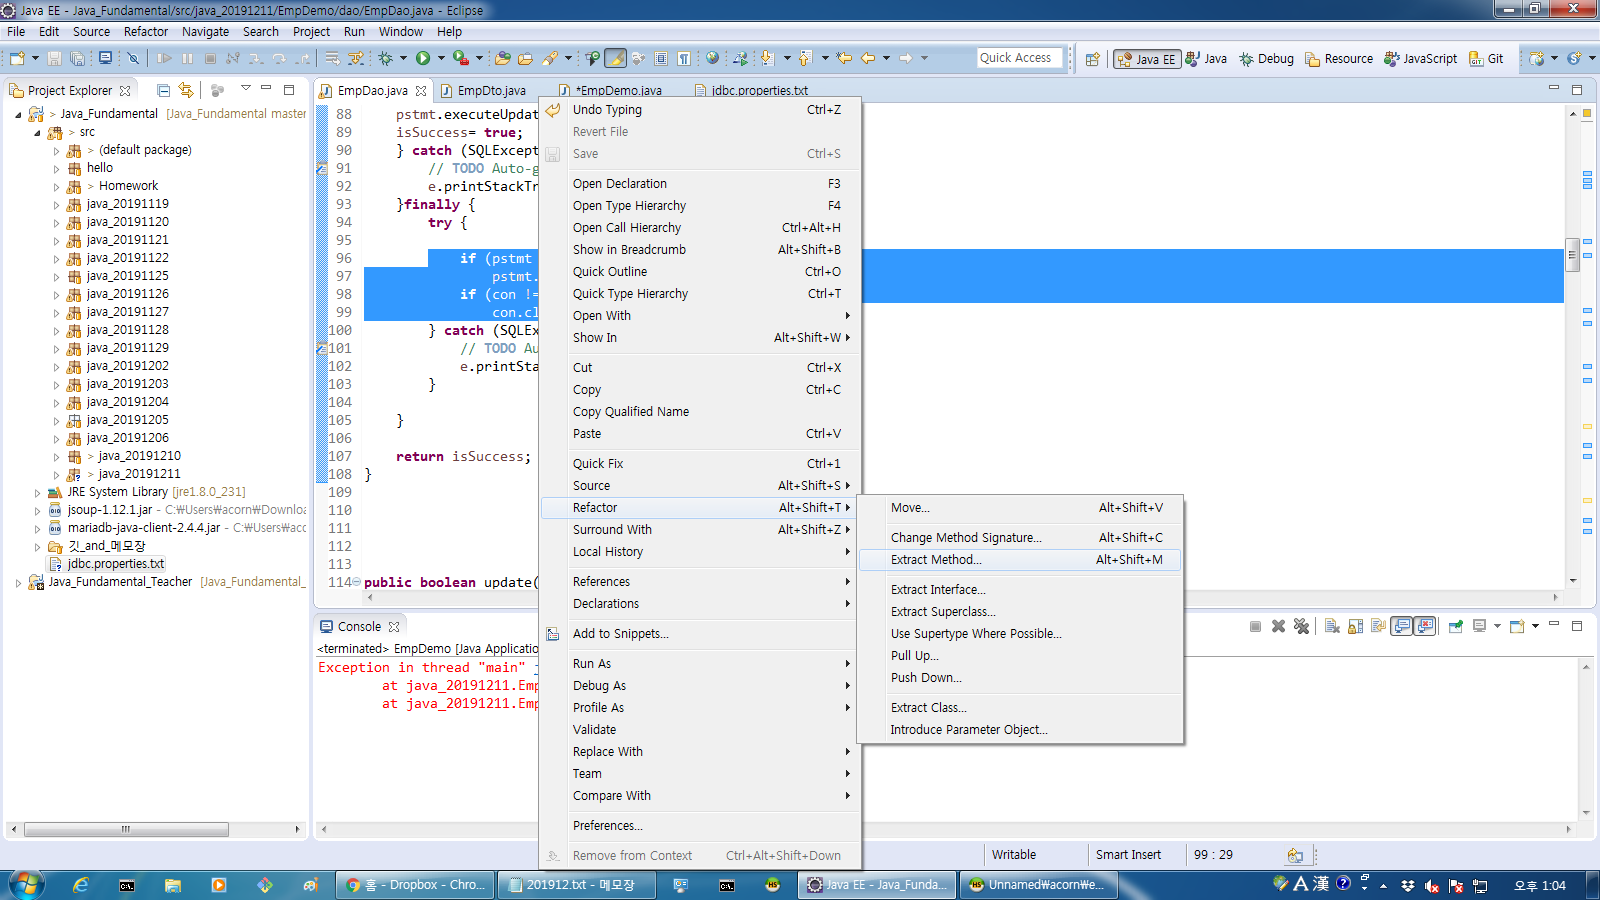 Java EE - Java_Fundamental/src/java_20191211/EmpDemo/dao/EmpDao.java - Eclipse
File Edit Source Refactor Navigate Search Project Run Window Help
Quick Access
Java EE Java Debug Resource JavaScript Git
Project Explorer
> Java_Fundamental [Java_Fundamental master
> src
> (default package)
hello
> Homework
java_20191119
java_20191120
java_20191121
java_20191122
java_20191125
java_20191126
java_20191127
java_20191128
java_20191129
java_20191202
java_20191203
java_20191204
java_20191205
java_20191206
> java_20191210
> java_20191211
JRE System Library [jre1.8.0_231]
jsoup-1.12.1.jar - C:₩Users₩acorn₩Downloa
mariadb-java-client-2.4.4.jar - C:₩Users₩acc
깃_and_메모장
jdbc.properties.txt
Java_Fundamental_Teacher [Java_Fundamental_
EmpDao.java EmpDto.java *EmpDemo.java jdbc.properties.txt
88 pstmt.executeUpdat
89 isSuccess= true;
90 } catch (SQLExcept
91 // TODO Auto-g
92 e.printStackTr
93 }finally {
94 try {
95
96 if (pstmt
97 pstmt.
98 if (con !=
99 con.cl
100 } catch (SQLEx
101 // TODO Au
102 e.printSta
103 }
104
105 }
106
107 return isSuccess;
108 }
109
110
111
112
113
114 public boolean update(
Undo Typing Ctrl+Z
Revert File
Save Ctrl+S
Open Declaration F3
Open Type Hierarchy F4
Open Call Hierarchy Ctrl+Alt+H
Show in Breadcrumb Alt+Shift+B
Quick Outline Ctrl+O
Quick Type Hierarchy Ctrl+T
Open With
Show In Alt+Shift+W
Cut Ctrl+X
Copy Ctrl+C
Copy Qualified Name
Paste Ctrl+V
Quick Fix Ctrl+1
Source Alt+Shift+S
Refactor Alt+Shift+T
Surround With Alt+Shift+Z
Local History
References
Declarations
Add to Snippets...
Run As
Debug As
Profile As
Validate
Replace With
Team
Compare With
Preferences...
Remove from Context Ctrl+Alt+Shift+Down
Move... Alt+Shift+V
Change Method Signature... Alt+Shift+C
Extract Method... Alt+Shift+M
Extract Interface...
Extract Superclass...
Use Supertype Where Possible...
Pull Up...
Push Down...
Extract Class...
Introduce Parameter Object...
Console
<terminated> EmpDemo [Java Application
Exception in thread "main"
at java_20191211.Emp
at java_20191211.Emp
Writable Smart Insert 99 : 29
홈 - Dropbox - Chro... 201912.txt - 메모장 Java EE - Java_Funda... Unnamed₩acorn₩e... A 漢 오후 1:04